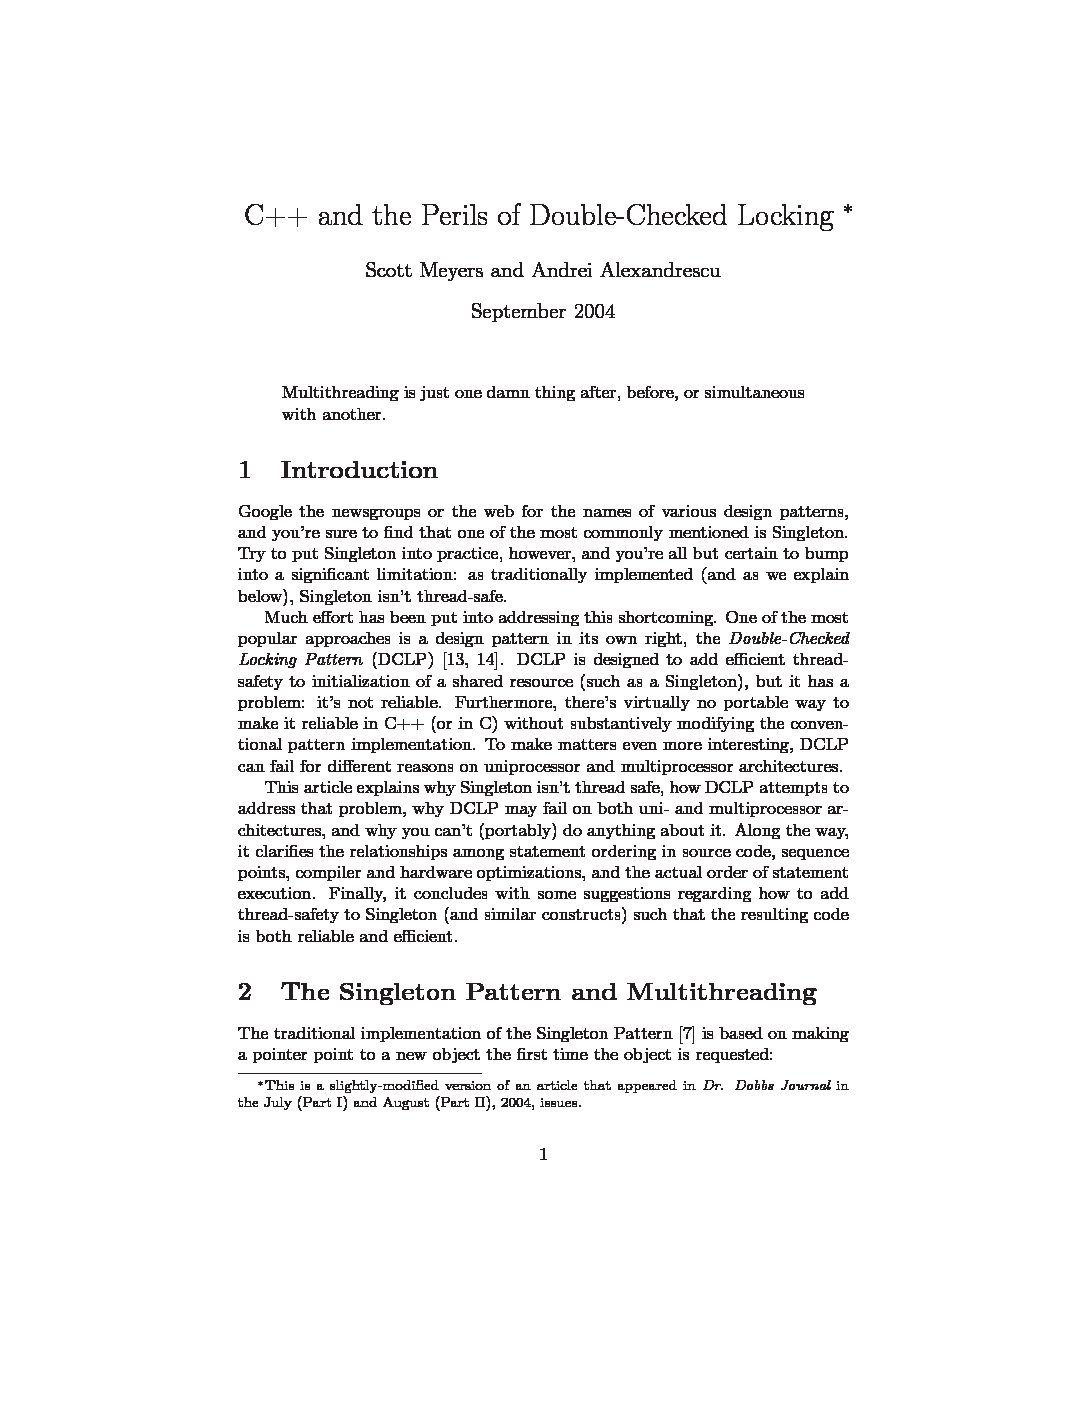 C++ and the Perils of Double-Checked Locking *
Scott Meyers and Andrei Alexandrescu
September 2004
Multithreading is just one damn thing after, before, or simultaneous
with another.
1 Introduction
Google the newsgroups or the web for the names of various design patterns,
and you're sure to find that one of the most commonly mentioned is Singleton.
Try to put Singleton into practice, however, and you're all but certain to bump
into a significant limitation: as traditionally implemented (and as we explain
below), Singleton isn't thread-safe.
Much effort has been put into addressing this shortcoming. One of the most
popular approaches is a design pattern in its own right, the Double-Checked
Locking Pattern (DCLP) [13, 14]. DCLP is designed to add efficient thread-
safety to initialization of a shared resource (such as a Singleton), but it has a
problem: it's not reliable. Furthermore, there's virtually no portable way to
make it reliable in C++ (or in C) without substantively modifying the conven-
tional pattern implementation. To make matters even more interesting, DCLP
can fail for different reasons on uniprocessor and multiprocessor architectures.
This article explains why Singleton isn't thread safe, how DCLP attempts to
address that problem, why DCLP may fail on both uni- and multiprocessor ar-
chitectures, and why you can't (portably) do anything about it. Along the way,
it clarifies the relationships among statement ordering in source code, sequence
points, compiler and hardware optimizations, and the actual order of statement
execution. Finally, it concludes with some suggestions regarding how to add
thread-safety to Singleton (and similar constructs) such that the resulting code
is both reliable and efficient.
2 The Singleton Pattern and Multithreading
The traditional implementation of the Singleton Pattern [7] is based on making
a pointer point to a new object the first time the object is requested:
*This is a slightly-modified version of an article that appeared in Dr. Dobbs Journal in
the July (Part I) and August (Part II), 2004, issues.
1